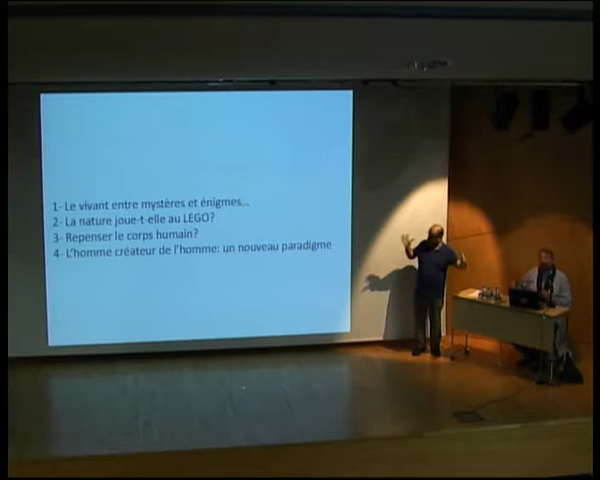 1- Le vivant entre mystères et énigmes...
2- La nature joue-t-elle au LEGO?
3- Repenser le corps humain?
4- L'homme créateur de l'homme: un nouveau paradigme